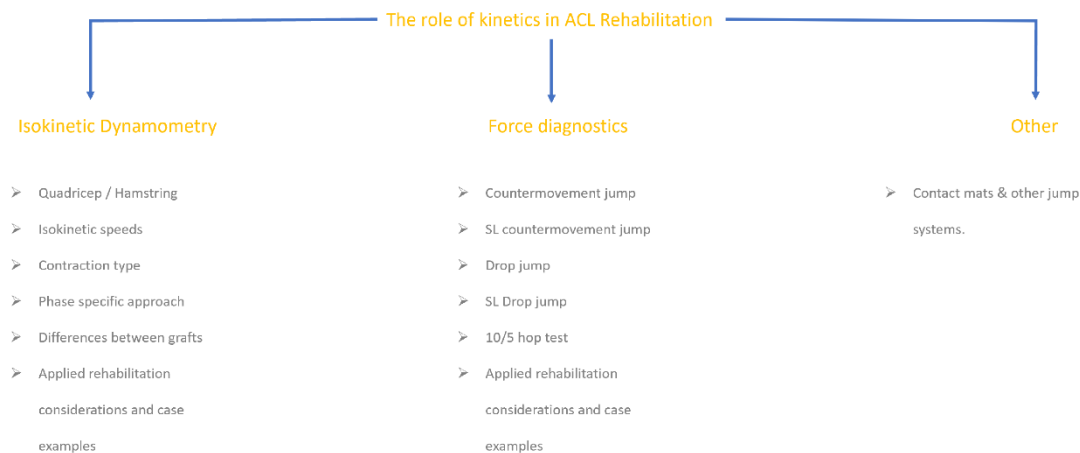 The role of kinetics in ACL Rehabilitation
Isokinetic Dynamometry
Quadricep / Hamstring
Isokinetic speeds
Contraction type
Phase specific approach
Differences between grafts
Applied rehabilitation
considerations and case
examples
Force diagnostics
Countermovement jump
SL countermovement jump
Drop jump
SL Drop jump
10/5 hop test
Applied rehabilitation
considerations and case
examples
Other
Contact mats & other jump
systems.